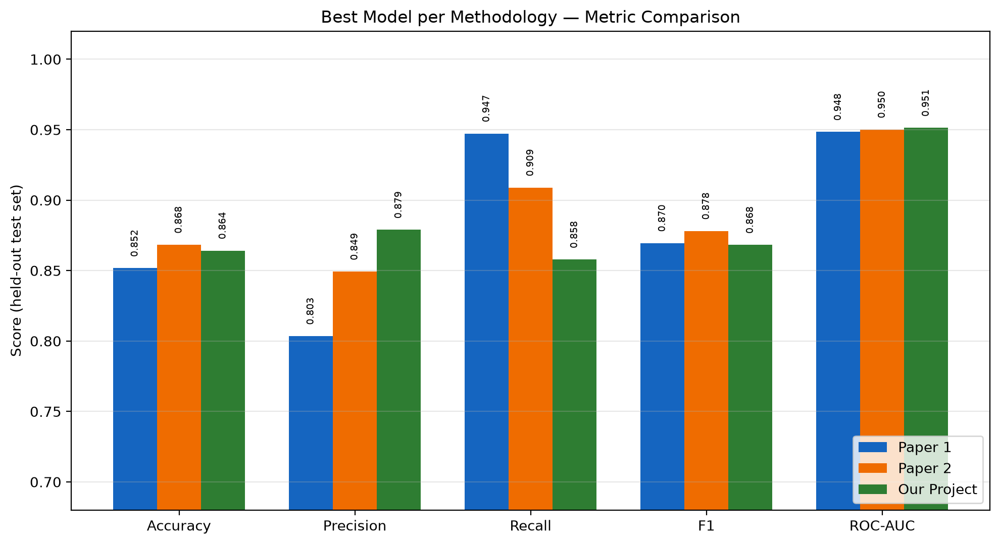 Best Model per Methodology — Metric Comparison
Score (held-out test set)
1.00
0.95
0.90
0.85
0.80
0.75
0.70
0.852
0.868
0.864
0.803
0.849
0.879
0.947
0.909
0.858
0.870
0.878
0.868
0.948
0.950
0.951
Accuracy
Precision
Recall
F1
ROC-AUC
Paper 1
Paper 2
Our Project